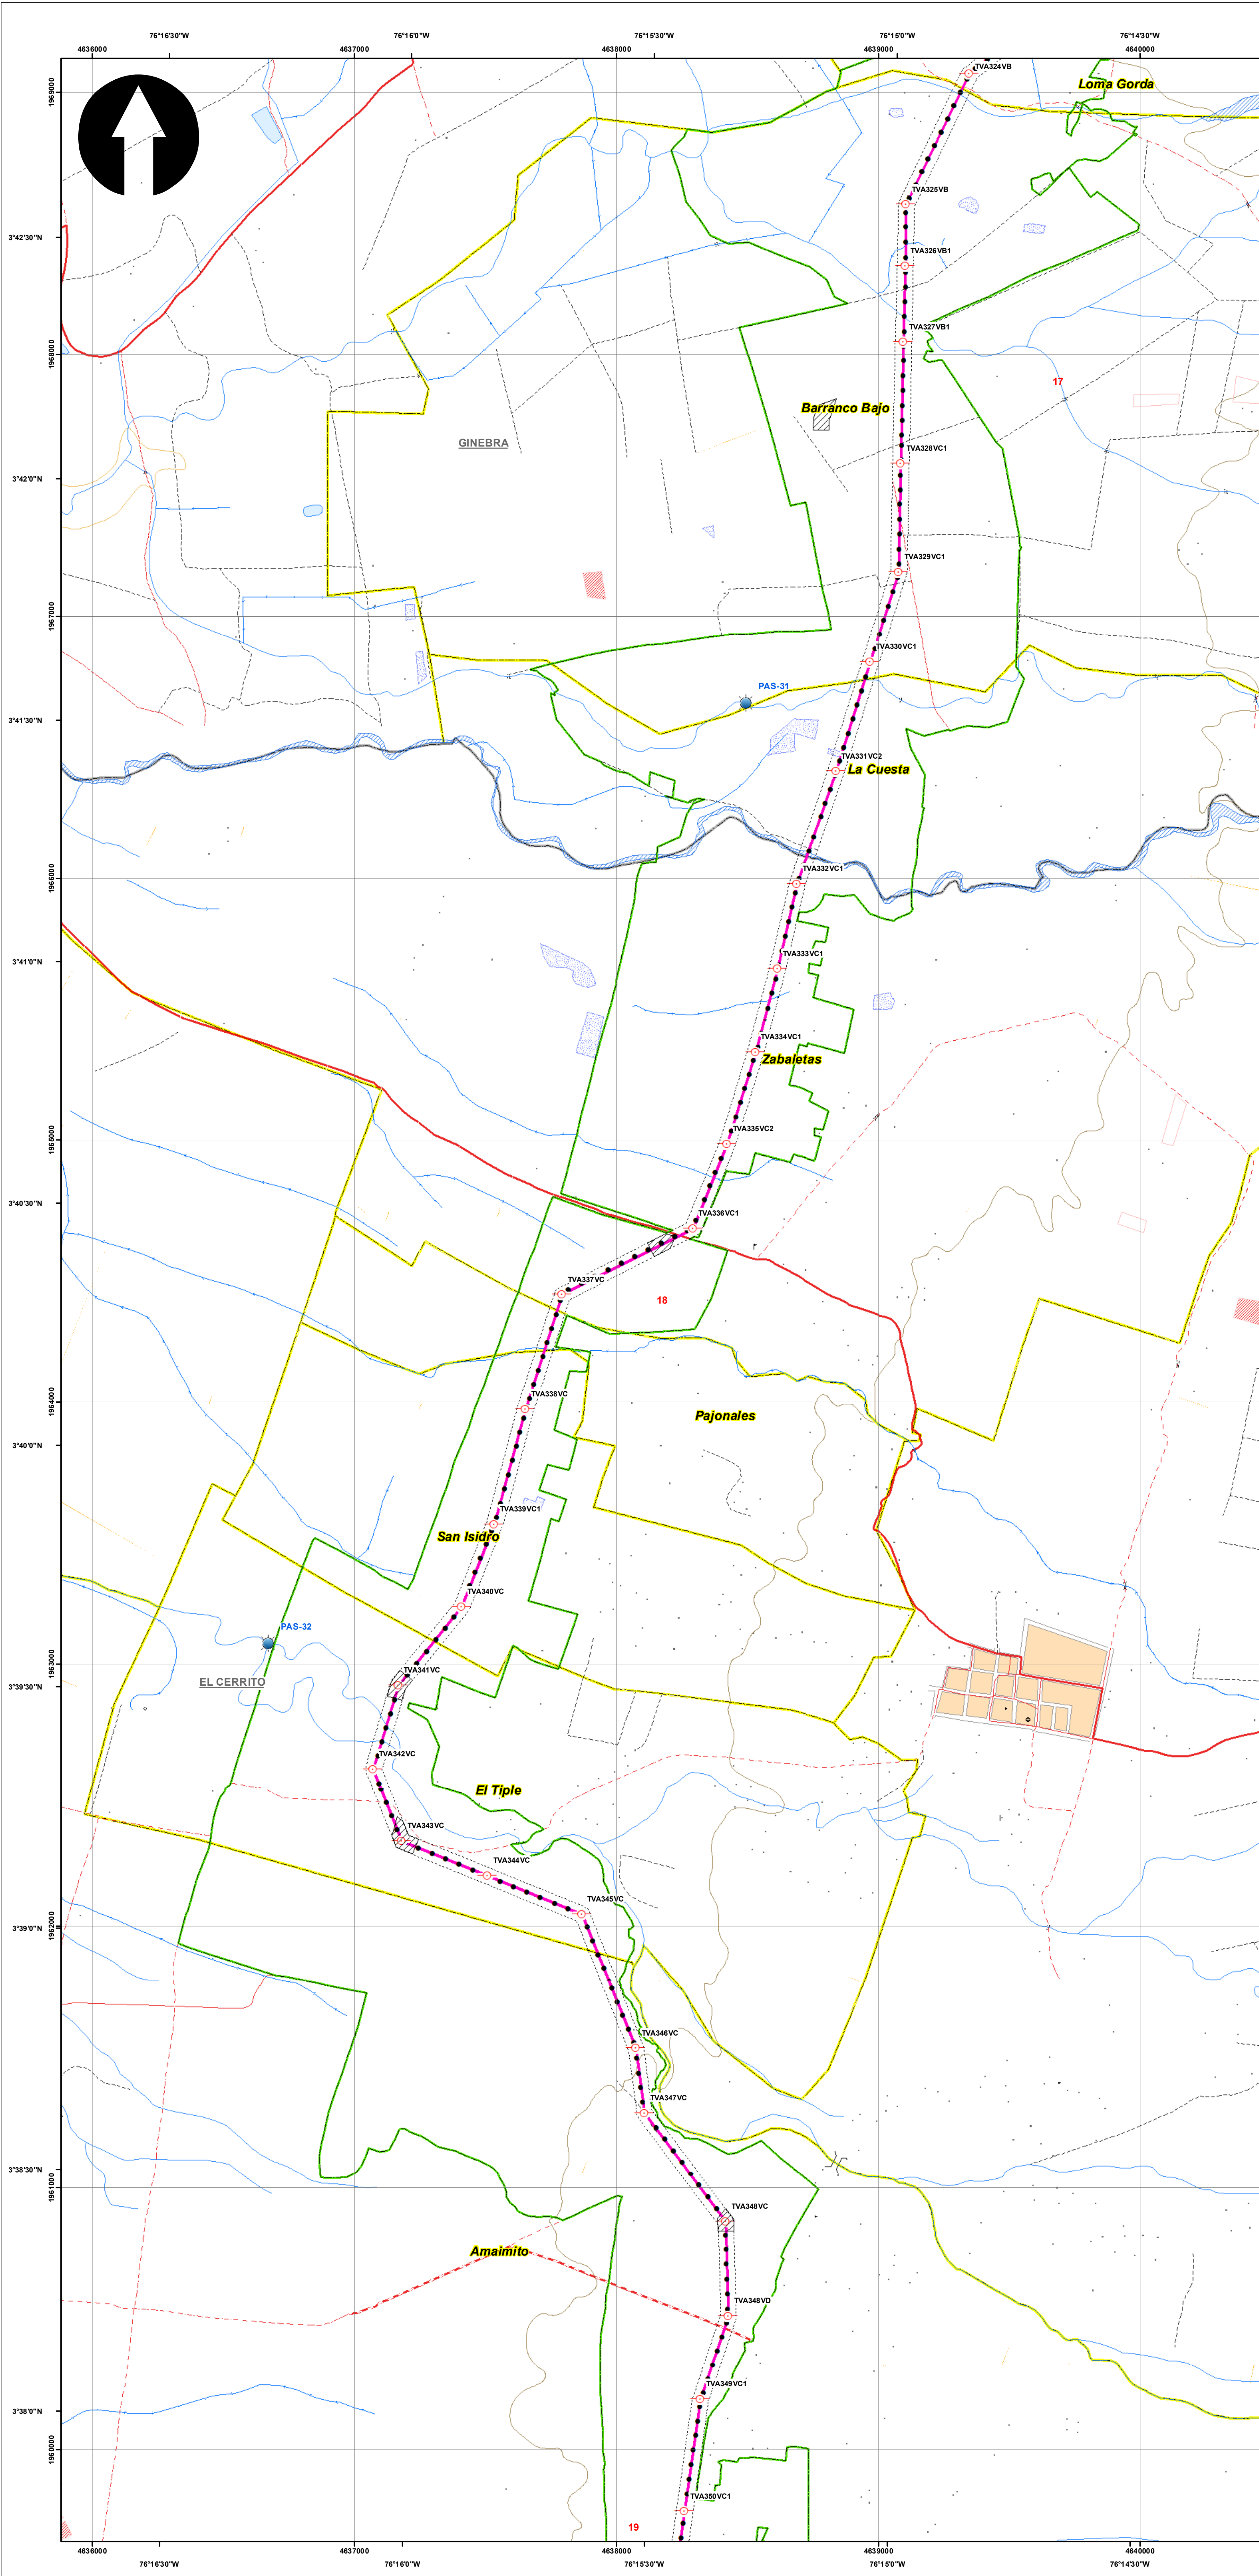 76°16'30"W
76°16'0"W
76°15'30"W
76°15'0"W
76°14'30"W
4636000
4637000
4638000
4639000
4640000
TVA324VB
1969000
Loma Gorda
TVA325VB
3°42'30"N
TVA326VB1
TVA327VB1
1968000
17
Barranco Bajo
GINEBRA
TVA328VC1
3°42'0"N
TVA329VC1
1967000
TVA330VC1
PAS-31
3°41'30"N
TVA331VC2
La Cuesta
TVA332VC1
1966000
TVA333VC1
3°41'0"N
TVA334VC1
Zabaletas
TVA335VC2
1965000
3°40'30"N
TVA336VC1
TVA337VC
18
TVA338VC
1964000
Pajonales
3°40'0"N
TVA339VC1
San Isidro
TVA340VC
PAS-32
1963000
TVA341VC
EL CERRITO
3°39'30"N
TVA342VC
El Tiple
TVA343VC
TVA344VC
TVA345VC
3°39'0"N
1962000
TVA346VC
TVA347VC
3°38'30"N
1961000
TVA348VC
Amaimito
TVA348VD
TVA349VC1
3°38'0"N
1960000
TVA350VC1
19
4636000
4637000
4638000
4639000
4640000
76°16'30"W
76°16'0"W
76°15'30"W
76°15'0"W
76°14'30"W